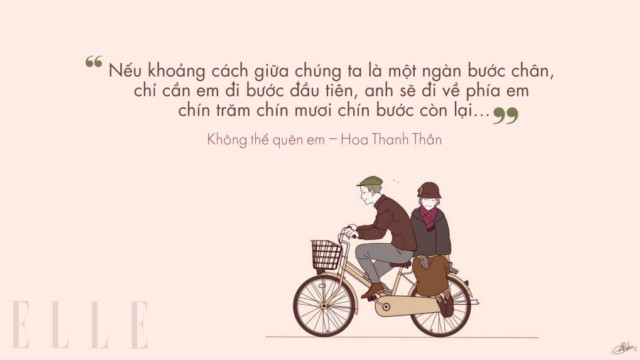 “Nếu khoảng cách giữa chúng ta là một ngàn bước chân,
chỉ cần em đi bước đầu tiên, anh sẽ đi về phía em
chín trăm chín mươi chín bước còn lại...”
Không thể quên em – Hoa Thanh Thần
ELLE